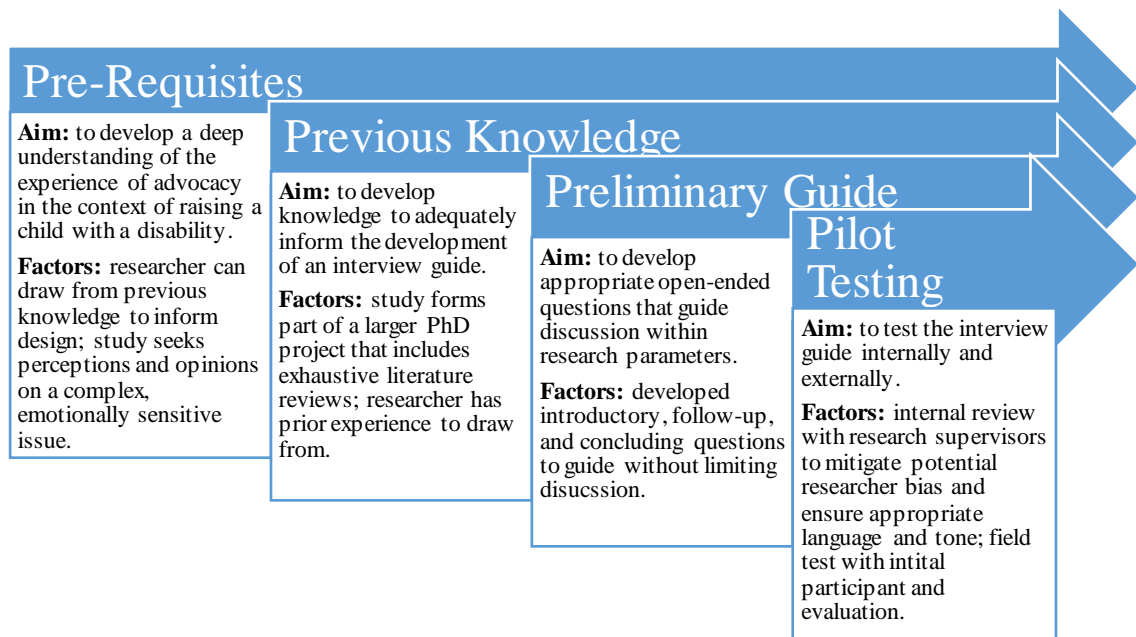 Pre-Requisites
Aim: to develop a deep
understanding of the
experience of advocacy
in the context of raising a
child with a disability.
Factors: researcher can
draw from previous
knowledge to inform
design; study seeks
perceptions and opinions
on a complex,
emotionally sensitive
issue.
Previous Knowledge
Aim: to develop
knowledge to adequately
inform the development
of an interview guide.
Factors: study forms
part of a larger PhD
project that includes
exhaustive literature
reviews; researcher has
prior experience to draw
from.
Preliminary Guide
Aim: to develop
appropriate open-ended
questions that guide
discussion within
research parameters.
Factors: developed
introductory, follow-up,
and concluding questions
to guide without limiting
disucssion.
Pilot
Testing
Aim: to test the interview
guide internally and
externally.
Factors: internal review
with research supervisors
to mitigate potential
researcher bias and
ensure appropriate
language and tone; field
test with intital
participant and
evaluation.